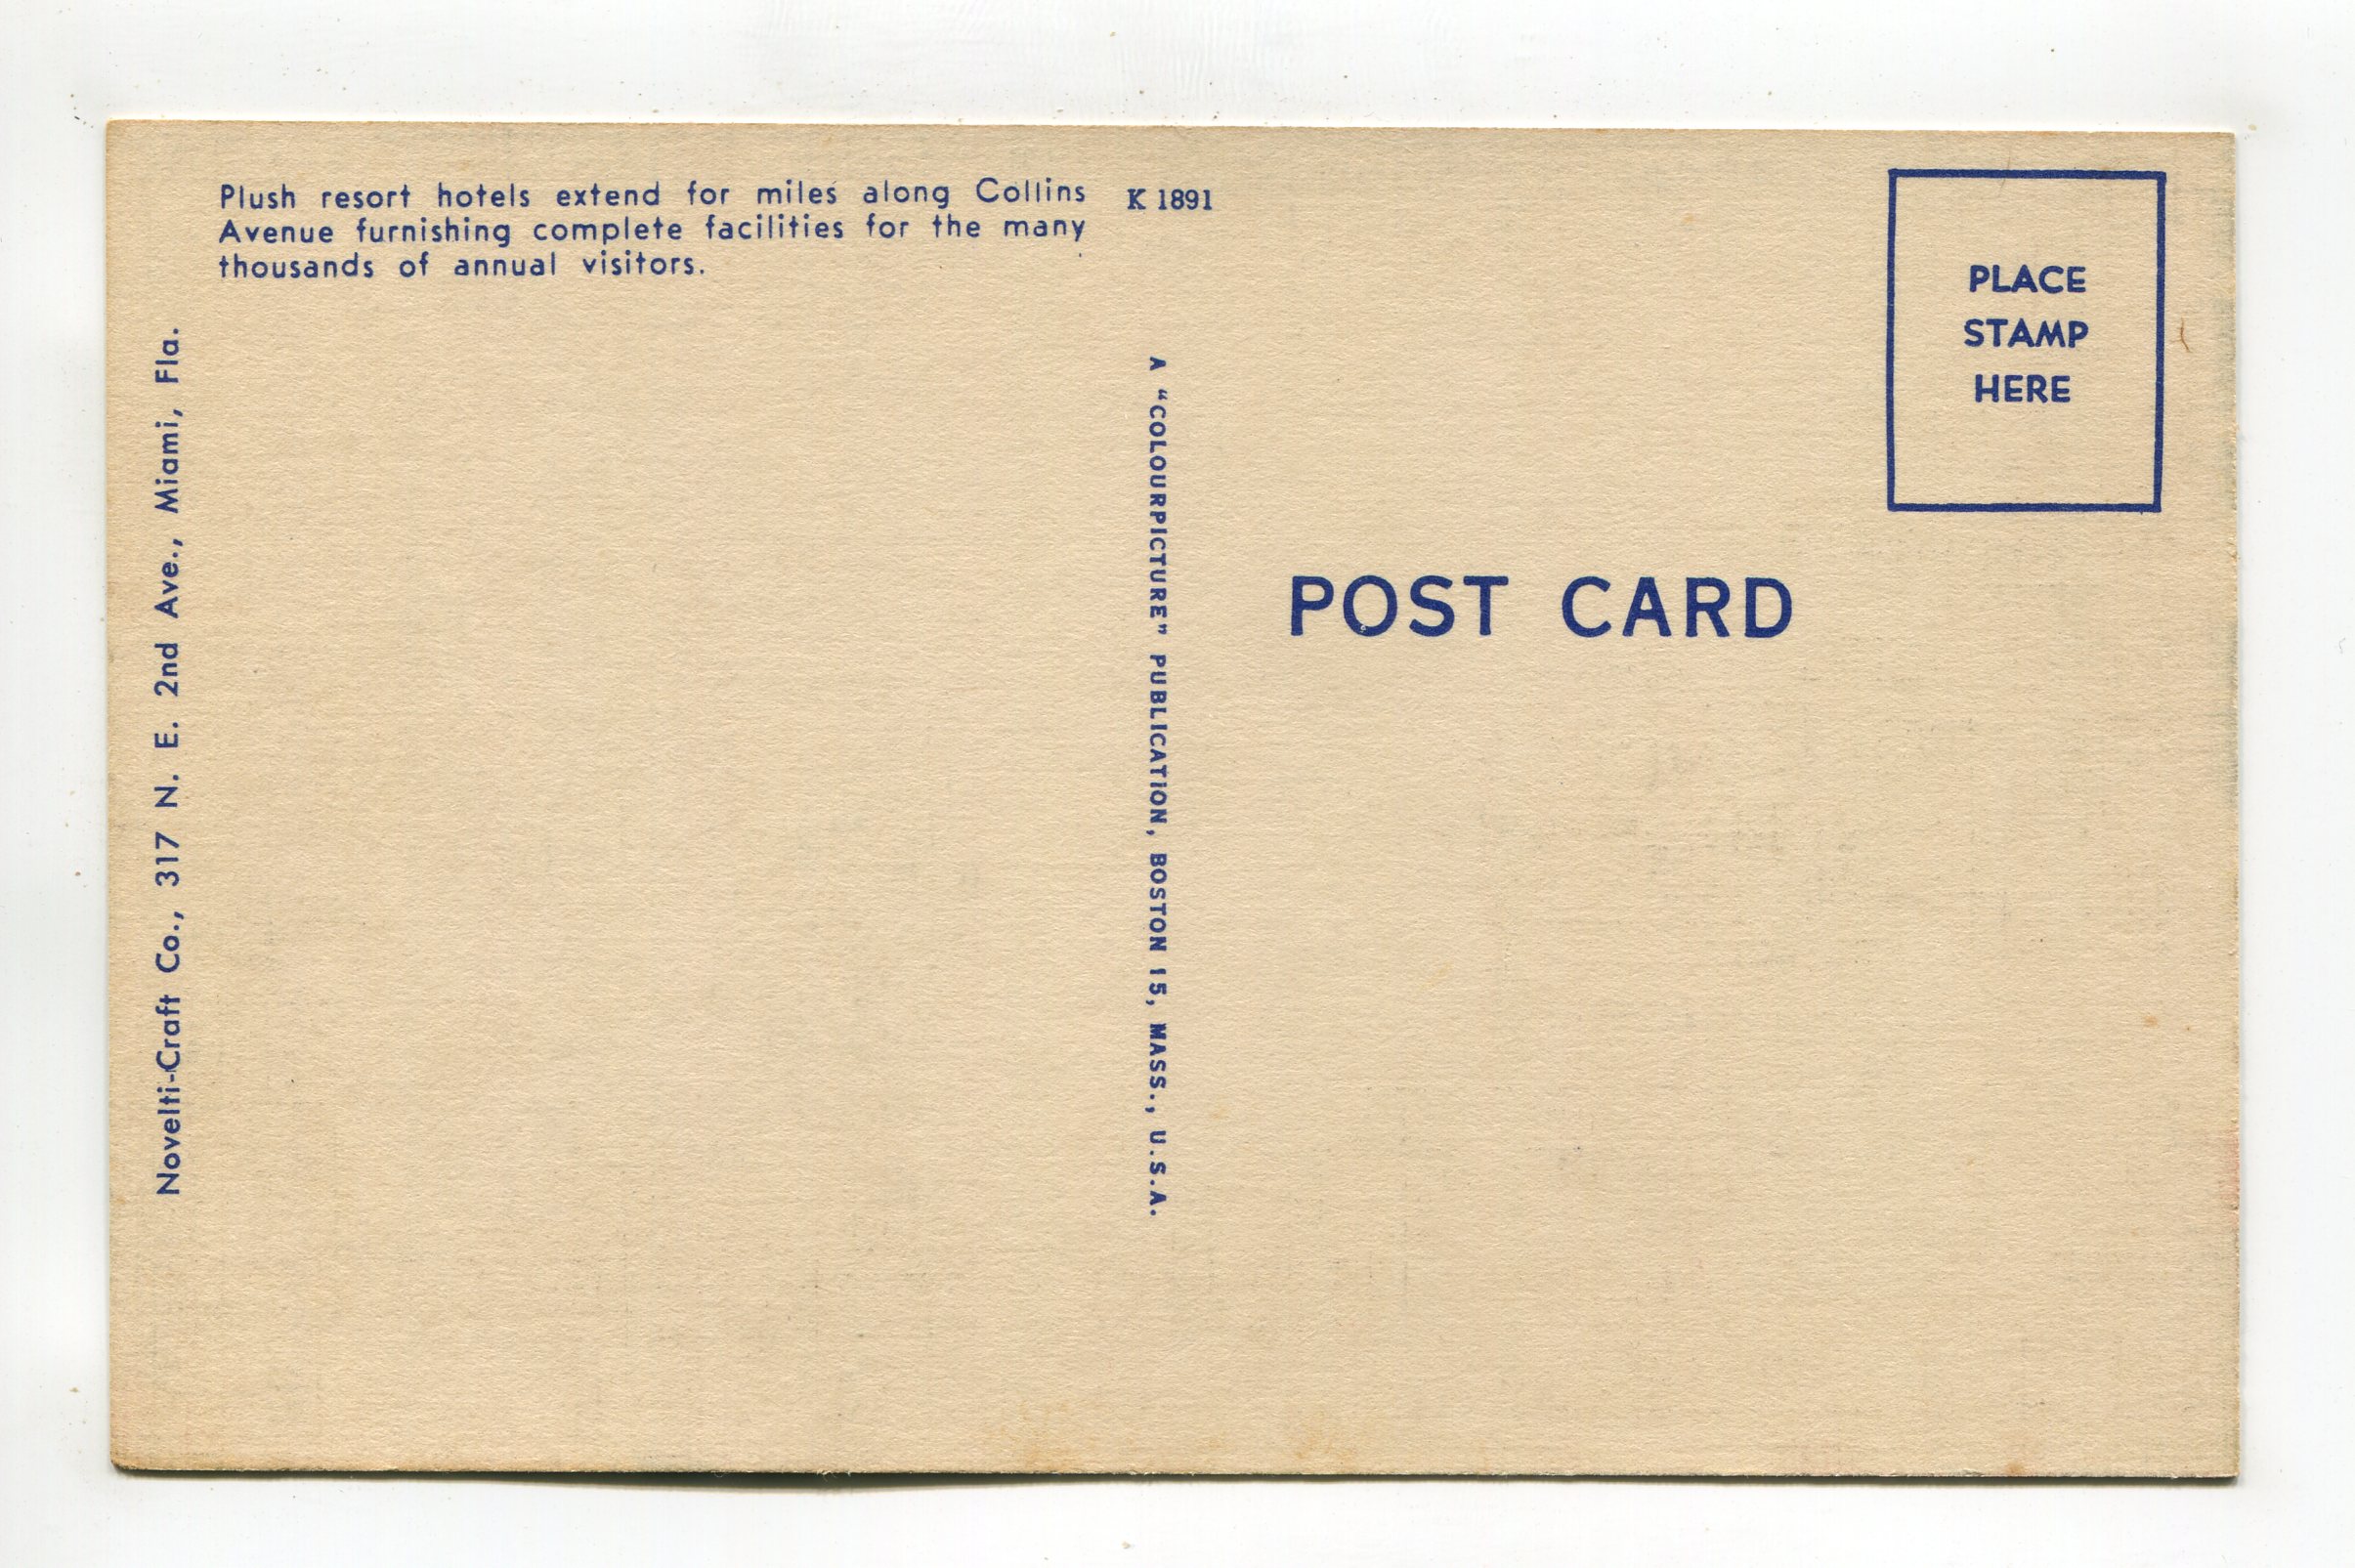 Plush resort hotels extend for miles along Collins
Avenue furnishing complete facilities for the many
thousands of annual visitors.
K 1891
Novelti-Craft Co., 317 N. E. 2nd Ave., Miami, Fla.
A "COLOURPICTURE" PUBLICATION, BOSTON 15, MASS., U.S.A.
PLACE
STAMP
HERE
POST CARD